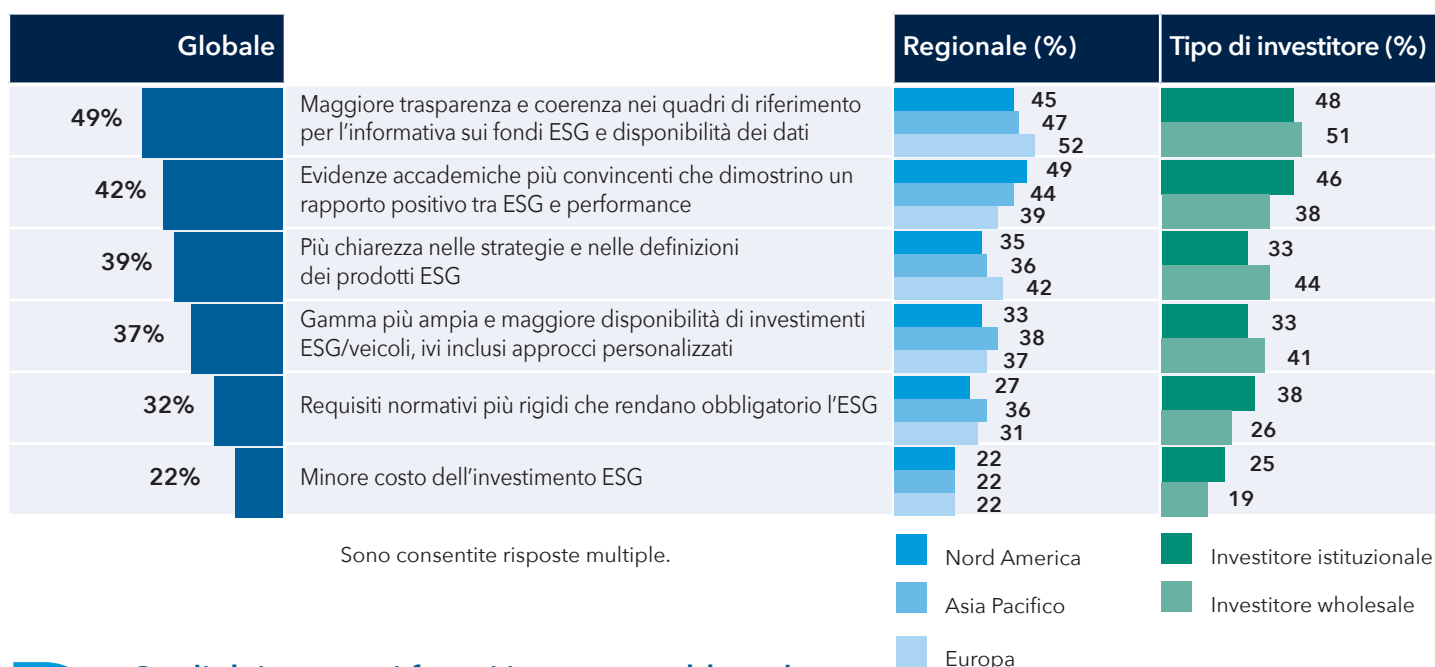 Globale
Regionale (%)
Tipo di investitore (%)
49%
Maggiore trasparenza e coerenza nei quadri di riferimento
per l'informativa sui fondi ESG e disponibilità dei dati
45
47
52
48
51
42%
Evidenze accademiche più convincenti che dimostrino un
rapporto positivo tra ESG e performance
49
44
39
46
38
39%
Più chiarezza nelle strategie e nelle definizioni
dei prodotti ESG
35
36
42
33
44
37%
Gamma più ampia e maggiore disponibilità di investimenti
ESG/veicoli, ivi inclusi approcci personalizzati
33
38
37
33
41
32%
Requisiti normativi più rigidi che rendano obbligatorio l'ESG
27
36
31
38
26
22%
Minore costo dell'investimento ESG
22
22
22
25
19
Sono consentite risposte multiple.
Nord America
Asia Pacifico
Europa
Investitore istituzionale
Investitore wholesale